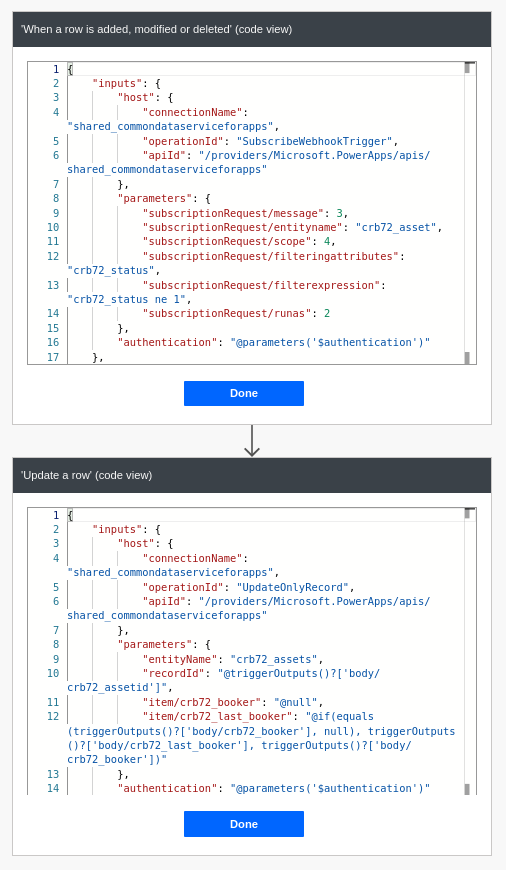 'When a row is added, modified or deleted' (code view)
1 {
2 "inputs": {
3 "host": {
4 "connectionName":
"shared_commondataserviceforapps",
5 "operationId": "SubscribeWebhookTrigger",
6 "apiId": "/providers/Microsoft.PowerApps/apis/
shared_commondataserviceforapps"
7 },
8 "parameters": {
9 "subscriptionRequest/message": 3,
10 "subscriptionRequest/entityname": "crb72_asset",
11 "subscriptionRequest/scope": 4,
12 "subscriptionRequest/filteringattributes":
"crb72_status",
13 "subscriptionRequest/filterexpression":
"crb72_status ne 1",
14 "subscriptionRequest/runas": 2
15 },
16 "authentication": "@parameters('$authentication')"
17 },
Done
'Update a row' (code view)
1 {
2 "inputs": {
3 "host": {
4 "connectionName":
"shared_commondataserviceforapps",
5 "operationId": "UpdateOnlyRecord",
6 "apiId": "/providers/Microsoft.PowerApps/apis/
shared_commondataserviceforapps"
7 },
8 "parameters": {
9 "entityName": "crb72_assets",
10 "recordId": "@triggerOutputs()?['body/
crb72_assetid']",
11 "item/crb72_booker": "@null",
12 "item/crb72_last_booker": "@if(equals
(triggerOutputs()?['body/crb72_booker'], null), triggerOutputs
()?['body/crb72_last_booker'], triggerOutputs()?['body/
crb72_booker'])"
13 },
14 "authentication": "@parameters('$authentication')"
Done